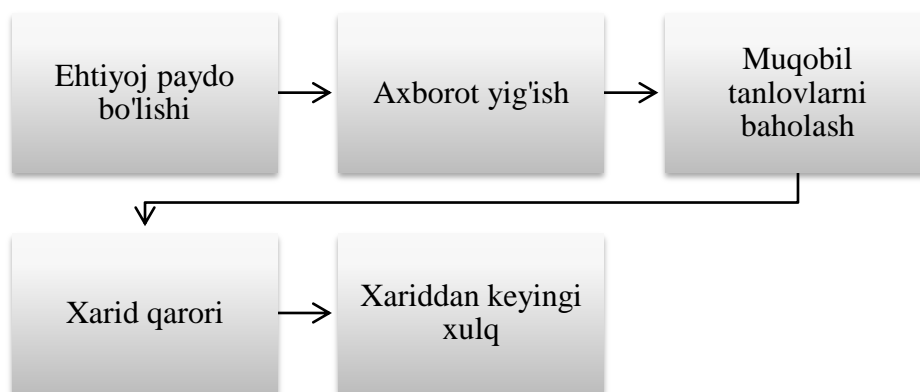 Ehtiyoj paydo
bo'lishi
Axborot yig'ish
Muqobil
tanlovlarni
baholash
Xarid qarori
Xariddan keyingi
xulq